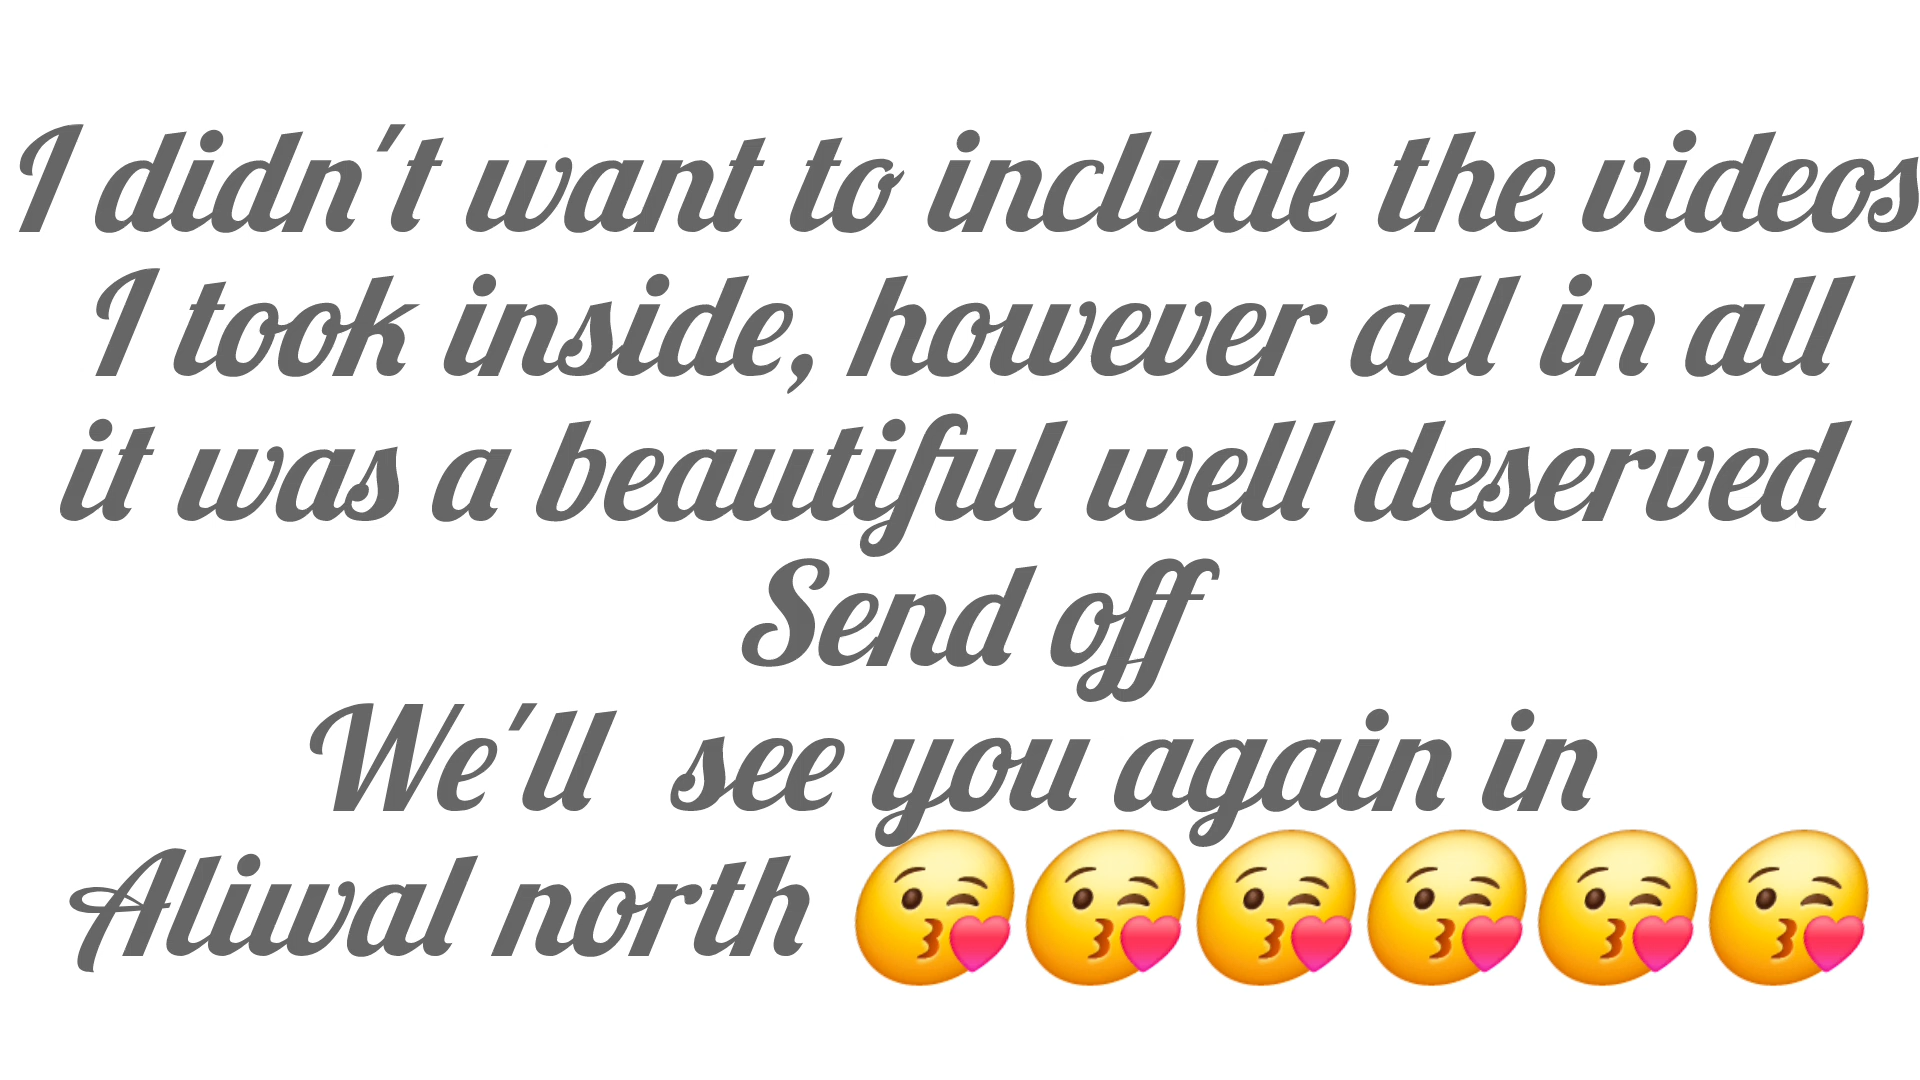 I didn't want to include the videos
I took inside, however all in all
it was a beautiful well deserved
Send off
We'll  see you again in
Aliwal north 😘😘😘😘😘😘